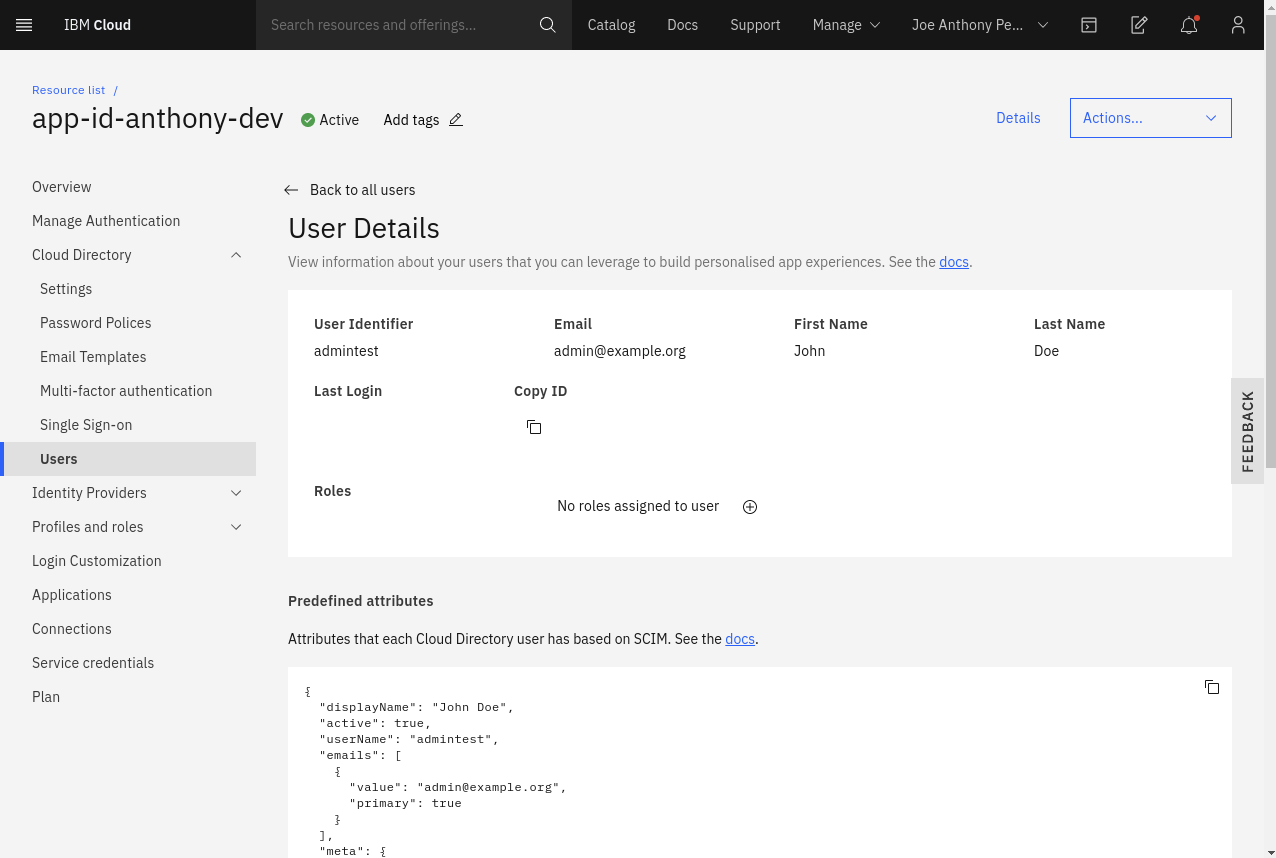 IBM Cloud
Search resources and offerings...
Catalog
Docs
Support
Manage
Joe Anthony Pe...
Resource list /
app-id-anthony-dev
Active
Add tags
Details
Actions...
Overview
Manage Authentication
Cloud Directory
Settings
Password Polices
Email Templates
Multi-factor authentication
Single Sign-on
Users
Identity Providers
Profiles and roles
Login Customization
Applications
Connections
Service credentials
Plan
Back to all users
User Details
View information about your users that you can leverage to build personalised app experiences. See the docs.
User Identifier
Email
First Name
Last Name
admintest
admin@example.org
John
Doe
Last Login
Copy ID
Roles
No roles assigned to user
Predefined attributes
Attributes that each Cloud Directory user has based on SCIM. See the docs.
{
"displayName": "John Doe",
"active": true,
"userName": "admintest",
"emails": [
{
"value": "admin@example.org",
"primary": true
}
],
"meta": {
FEEDBACK